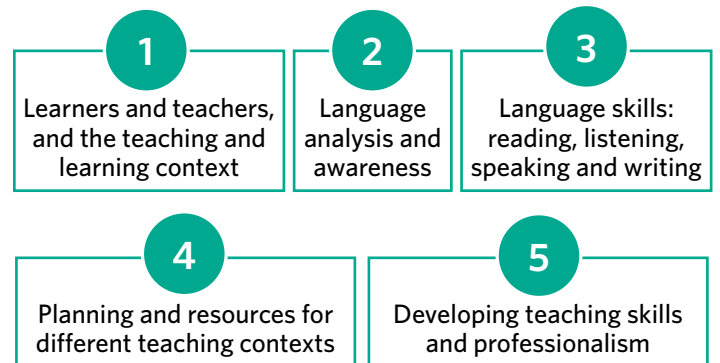 1
Learners and teachers,
and the teaching and
learning context
2
Language
analysis and
awareness
3
Language skills:
reading, listening,
speaking and writing
4
Planning and resources for
different teaching contexts
5
Developing teaching skills
and professionalism